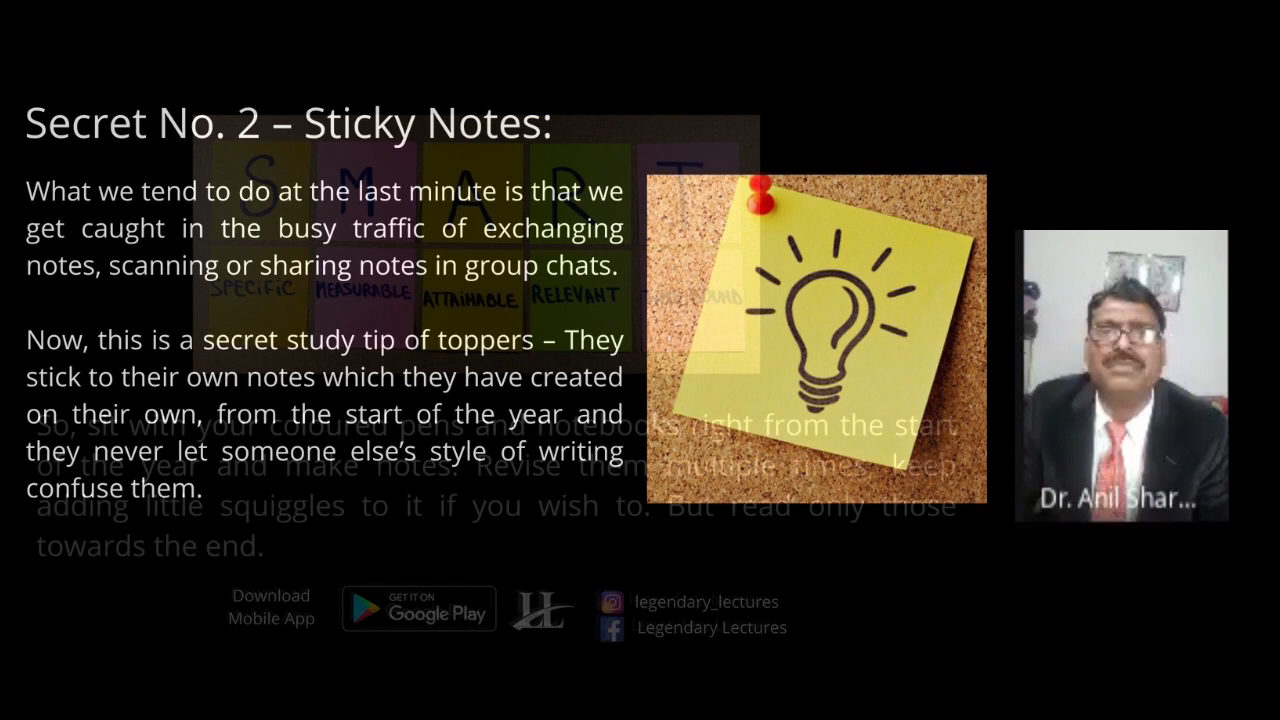 Secret No. 2 – Sticky Notes:
What we tend to do at the last minute is that we
get caught in the busy traffic of exchanging
notes, scanning or sharing notes in group chats.
Now, this is a secret study tip of toppers – They
stick to their own notes which they have created
on their own, from the start of the year and
they never let someone else’s style of writing
confuse them.
S M A R T
SPECIFIC MEASURABLE ATTAINABLE RELEVANT BOUND
So, sit with your coloured pens and notebooks right from the start
of the year and make notes. Revise them multiple times, keep
adding little squiggles to it if you wish to. But read only those
towards the end.
Dr. Anil Shar...
Download
Mobile App
GET IT ON
Google Play
LL
legendary_lectures
Legendary Lectures